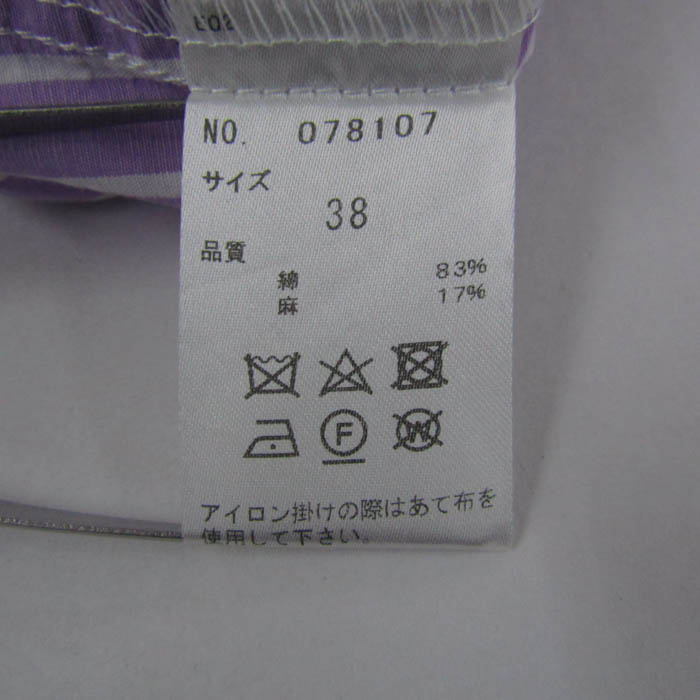 NO. 078107
サイズ
38
品質
綿 83%
麻 17%
F
W
アイロン掛けの際はあて布を
使用して下さい。